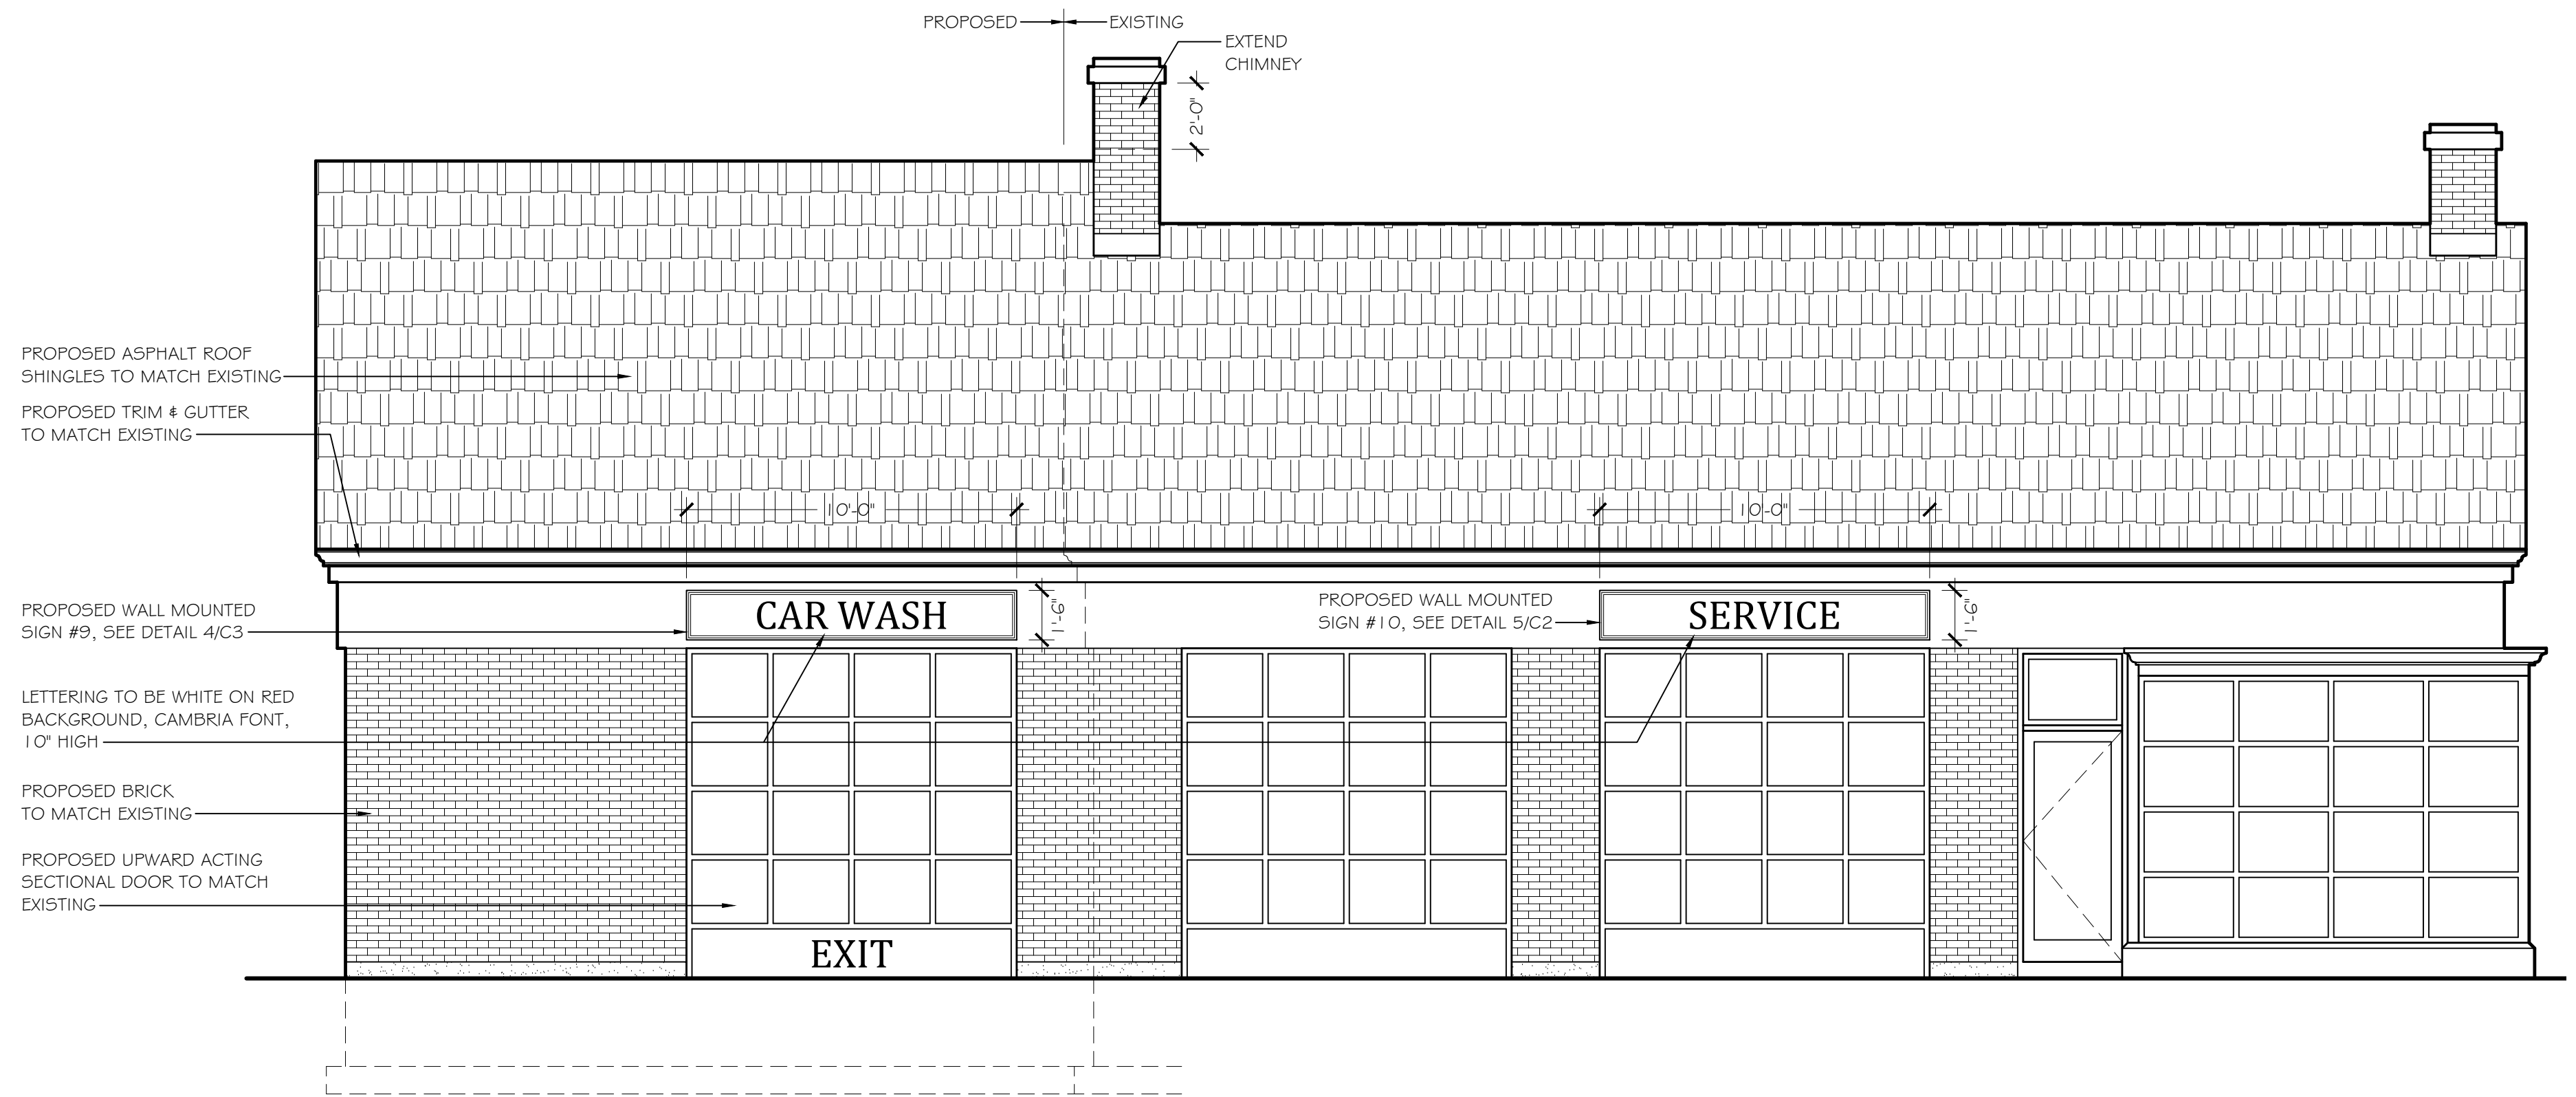 PROPOSED
EXISTING
EXTEND
CHIMNEY
2'-0"
PROPOSED ASPHALT ROOF
SHINGLES TO MATCH EXISTING
PROPOSED TRIM & GUTTER
TO MATCH EXISTING
10'-0"
10'-0"
PROPOSED WALL MOUNTED
SIGN #9, SEE DETAIL 4/C3
CAR WASH
1'-6"
PROPOSED WALL MOUNTED
SIGN #10, SEE DETAIL 5/C2
SERVICE
1'-6"
LETTERING TO BE WHITE ON RED
BACKGROUND, CAMBRIA FONT,
10" HIGH
PROPOSED BRICK
TO MATCH EXISTING
PROPOSED UPWARD ACTING
SECTIONAL DOOR TO MATCH
EXISTING
EXIT